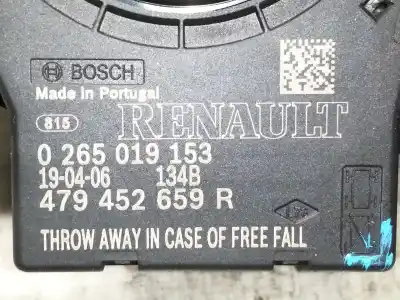 BOSCH
Made in Portugal
815 RENAULT
0 265 019 153
19-04-06 134B
479 452 659 R
THROW AWAY IN CASE OF FREE FALL